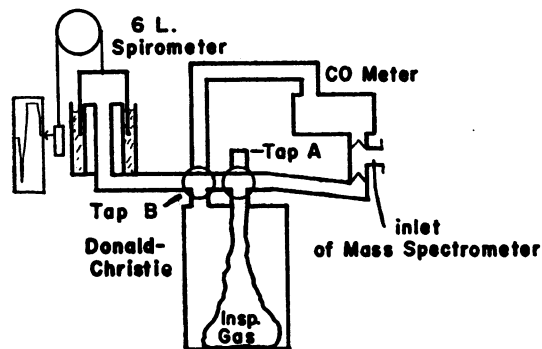 6 L.
Spirometer
CO Meter
Tap A
Tap B
Donald-
Christie
inlet
of Mass Spectrometer
Insp.
Gas